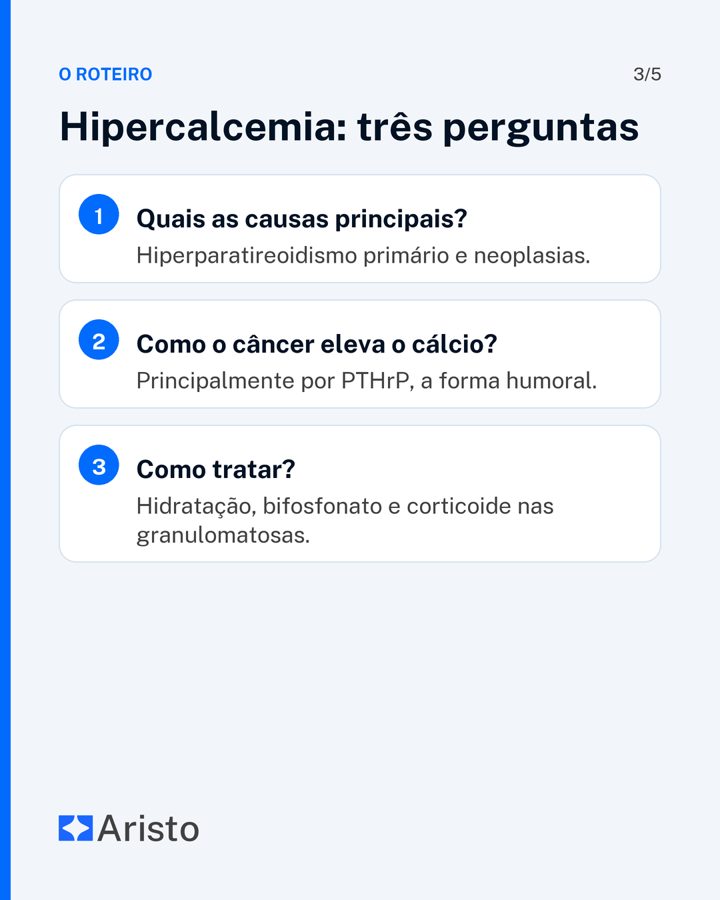 O ROTEIRO
3/5
Hipercalcemia: três perguntas
1
Quais as causas principais?
Hiperparatireoidismo primário e neoplasias.
2
Como o câncer eleva o cálcio?
Principalmente por PTHrP, a forma humoral.
3
Como tratar?
Hidratação, bifosfonato e corticoide nas
granulomatosas.
Aristo